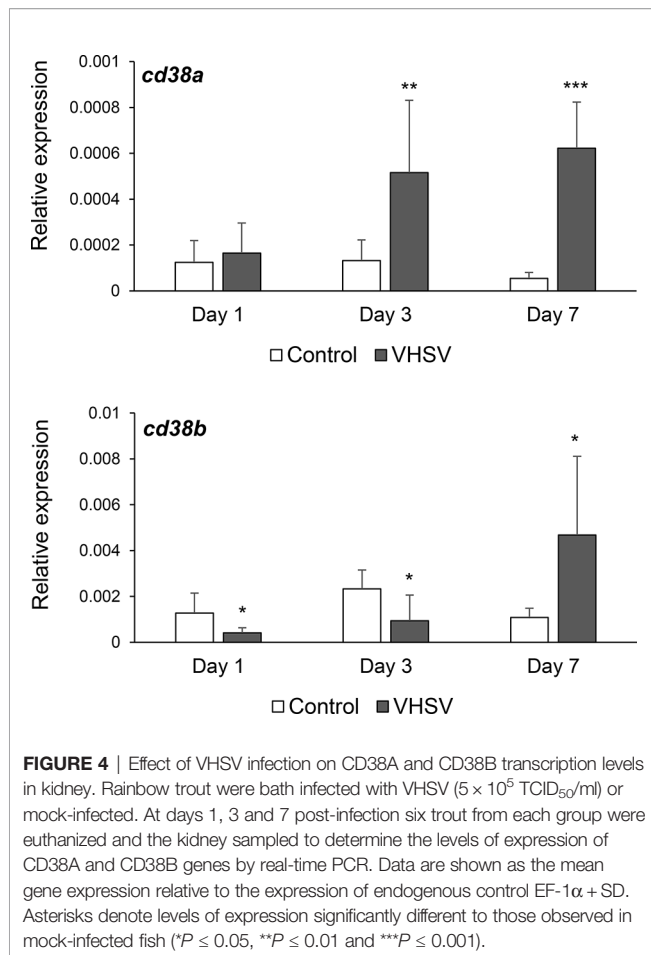 0.001
cd38a
**
***
0.0008
0.0006
0.0004
0.0002
0
Relative expression
Day 1 Day 3 Day 7
Control VHSV
0.01
cd38b
*
0.008
0.006
0.004
0.002
0
* *
Relative expression
Day 1 Day 3 Day 7
Control VHSV
FIGURE 4 | Effect of VHSV infection on CD38A and CD38B transcription levels
in kidney. Rainbow trout were bath infected with VHSV (5 × 10⁵ TCID₅₀/ml) or
mock-infected. At days 1, 3 and 7 post-infection six trout from each group were
euthanized and the kidney sampled to determine the levels of expression of
CD38A and CD38B genes by real-time PCR. Data are shown as the mean
gene expression relative to the expression of endogenous control EF-1α + SD.
Asterisks denote levels of expression significantly different to those observed in
mock-infected fish (*P ≤ 0.05, **P ≤ 0.01 and ***P ≤ 0.001).